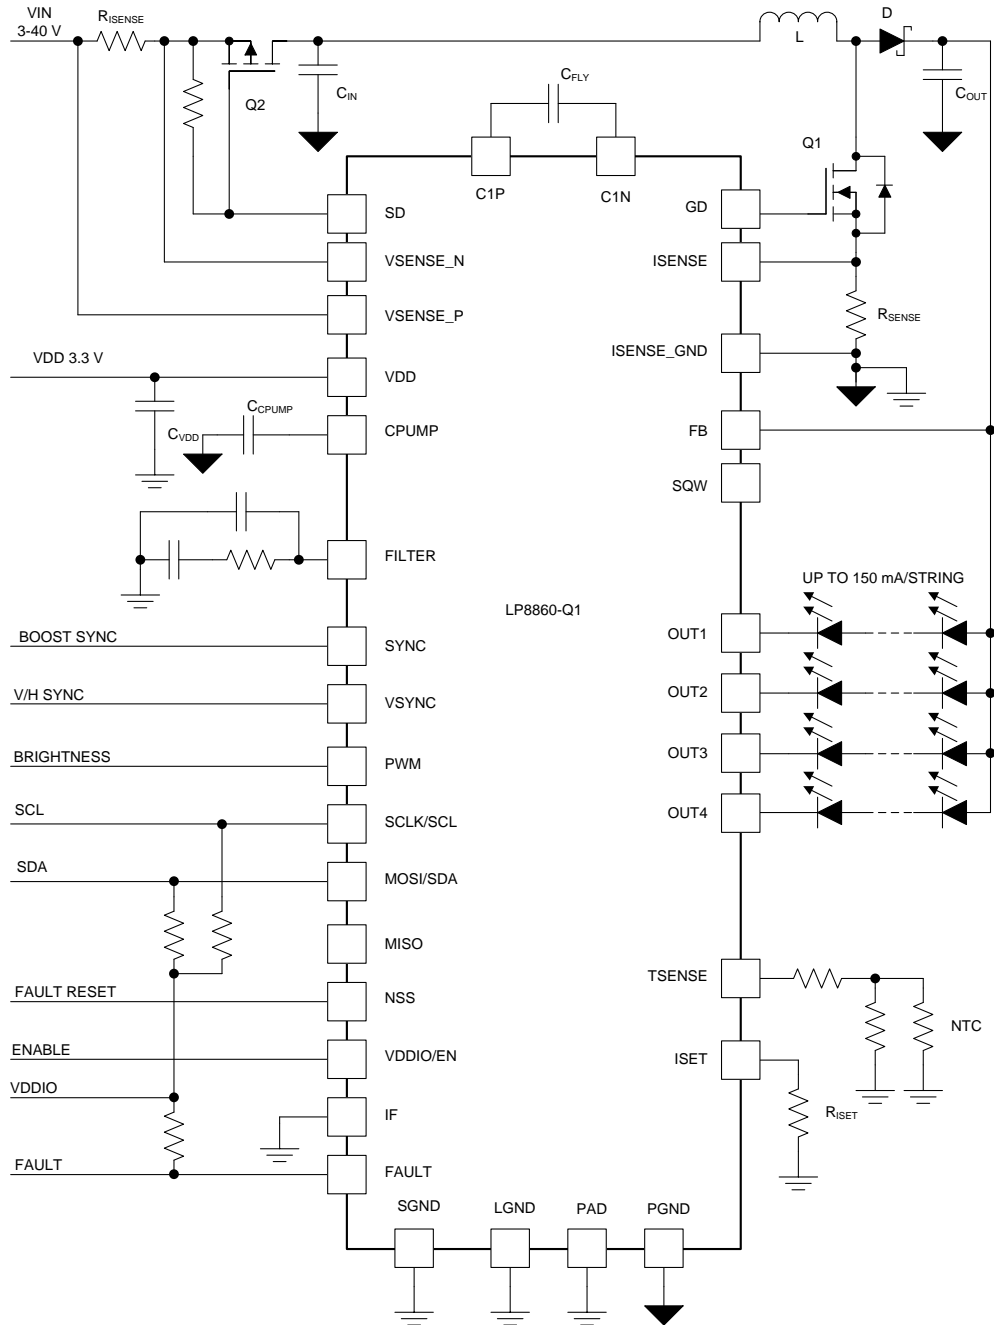 VIN
3-40 V
RISENSE
Q2
CIN
CFLY
L
D
COUT
Q1
C1P
C1N
SD
GD
VSENSE_N
ISENSE
VSENSE_P
RSENSE
VDD 3.3 V
ISENSE_GND
VDD
CVDD
CCPUMP
CPUMP
FB
SQW
FILTER
UP TO 150 mA/STRING
LP8860-Q1
BOOST SYNC
SYNC
OUT1
V/H SYNC
VSYNC
OUT2
BRIGHTNESS
PWM
OUT3
SCL
SCLK/SCL
OUT4
SDA
MOSI/SDA
MISO
TSENSE
NTC
FAULT RESET
NSS
ENABLE
VDDIO/EN
ISET
VDDIO
IF
RISET
FAULT
FAULT
SGND
LGND
PAD
PGND